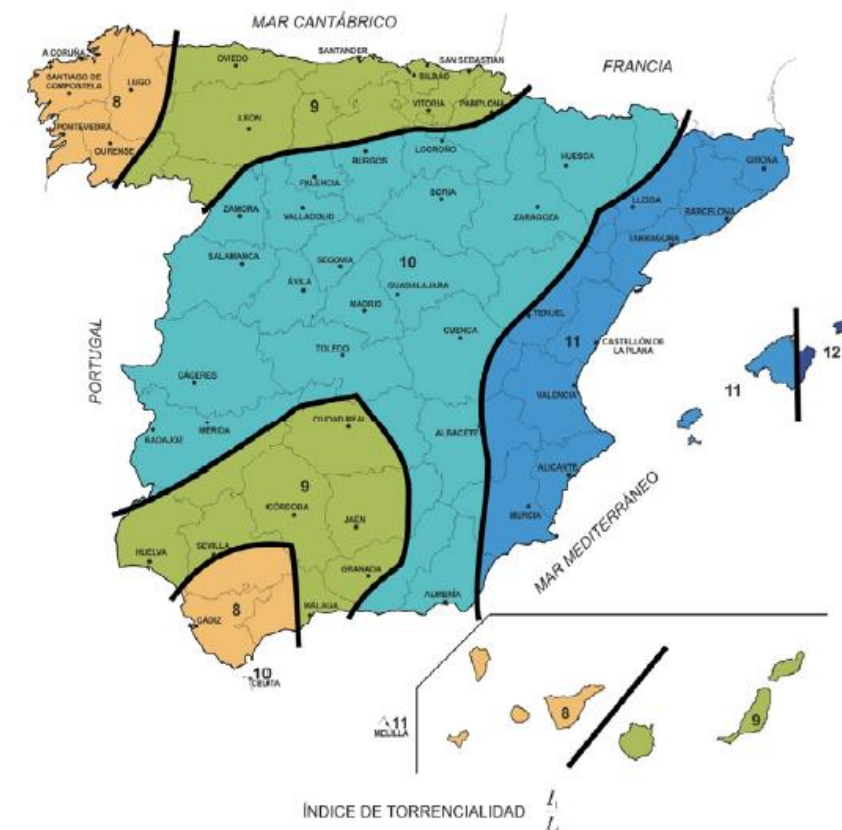 MAR CANTÁBRICO
A CORUÑA
OVIEDO
SANTANDER
SAN SEBASTIÁN
FRANCIA
SANTIAGO DE
COMPOSTELA
LUGO
BILBAO
8
9
VITORIA
PAMPLONA
LEÓN
PONTEVEDRA
OURENSE
LOGROÑO
BURGOS
HUESCA
GIRONA
PALENCIA
SORIA
LLEIDA
ZAMORA
VALLADOLID
ZARAGOZA
BARCELONA
TARRAGONA
SALAMANCA
SEGOVIA
10
ÁVILA
GUADALAJARA
MADRID
TERUEL
CUENCA
11
CASTELLÓN DE
LA PLANA
12
TOLEDO
PORTUGAL
CÁCERES
11
VALENCIA
CIUDAD REAL
BADAJOZ
MÉRIDA
ALBACETE
ALICANTE
9
CÓRDOBA
MURCIA
JAÉN
MAR MEDITERRÁNEO
HUELVA
SEVILLA
GRANADA
ALMERÍA
MÁLAGA
8
CÁDIZ
10
CEUTA
11
MELILLA
8
9
ÍNDICE DE TORRENCIALIDAD
I₁